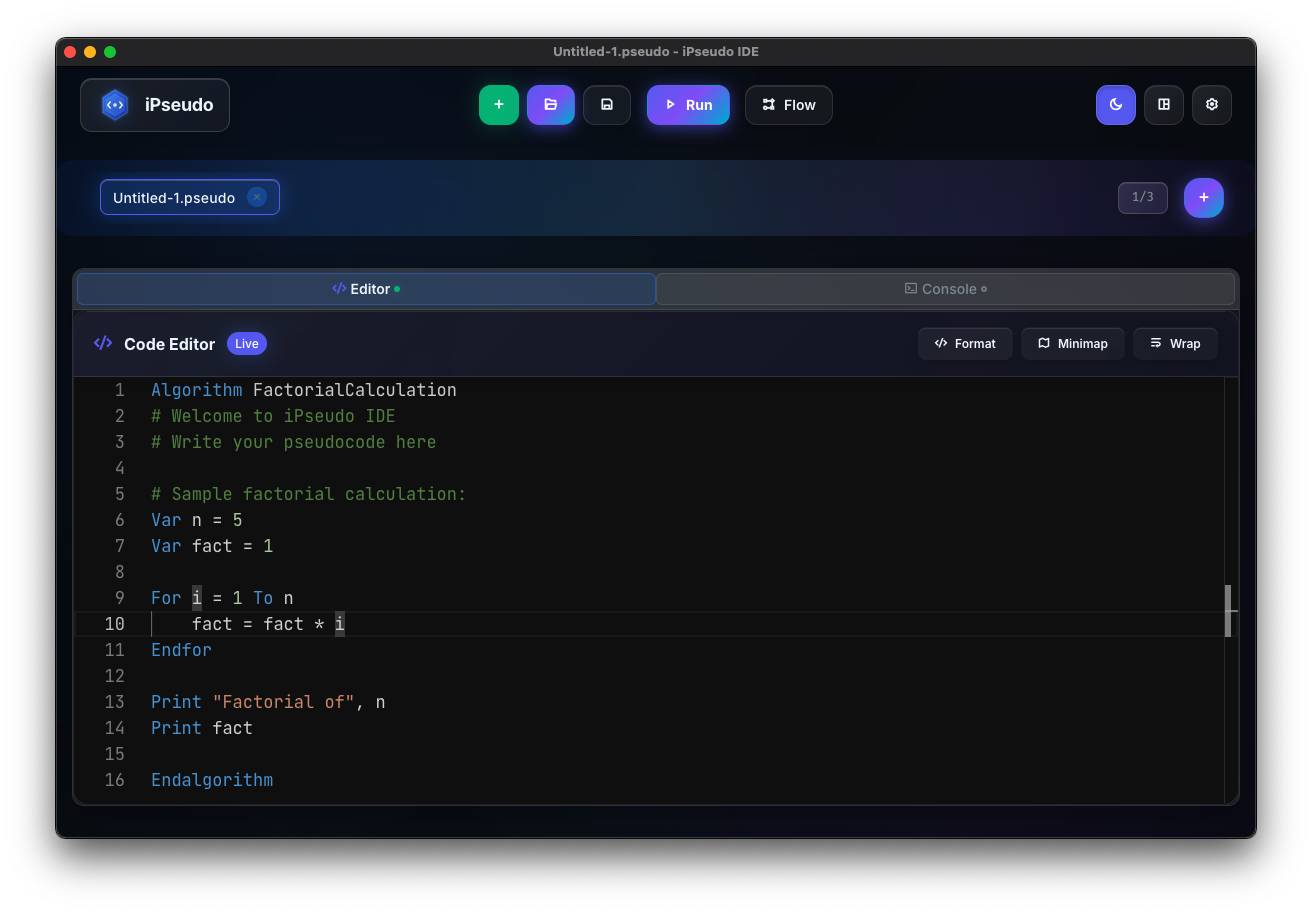 Untitled-1.pseudo - iPseudo IDE
iPseudo
Run
Flow
Untitled-1.pseudo
1/3
Editor
Console
Code Editor
Live
Format
Minimap
Wrap
1 Algorithm FactorialCalculation
2 # Welcome to iPseudo IDE
3 # Write your pseudocode here
4
5 # Sample factorial calculation:
6 Var n = 5
7 Var fact = 1
8
9 For i = 1 To n
10 fact = fact * i
11 Endfor
12
13 Print "Factorial of", n
14 Print fact
15
16 Endalgorithm